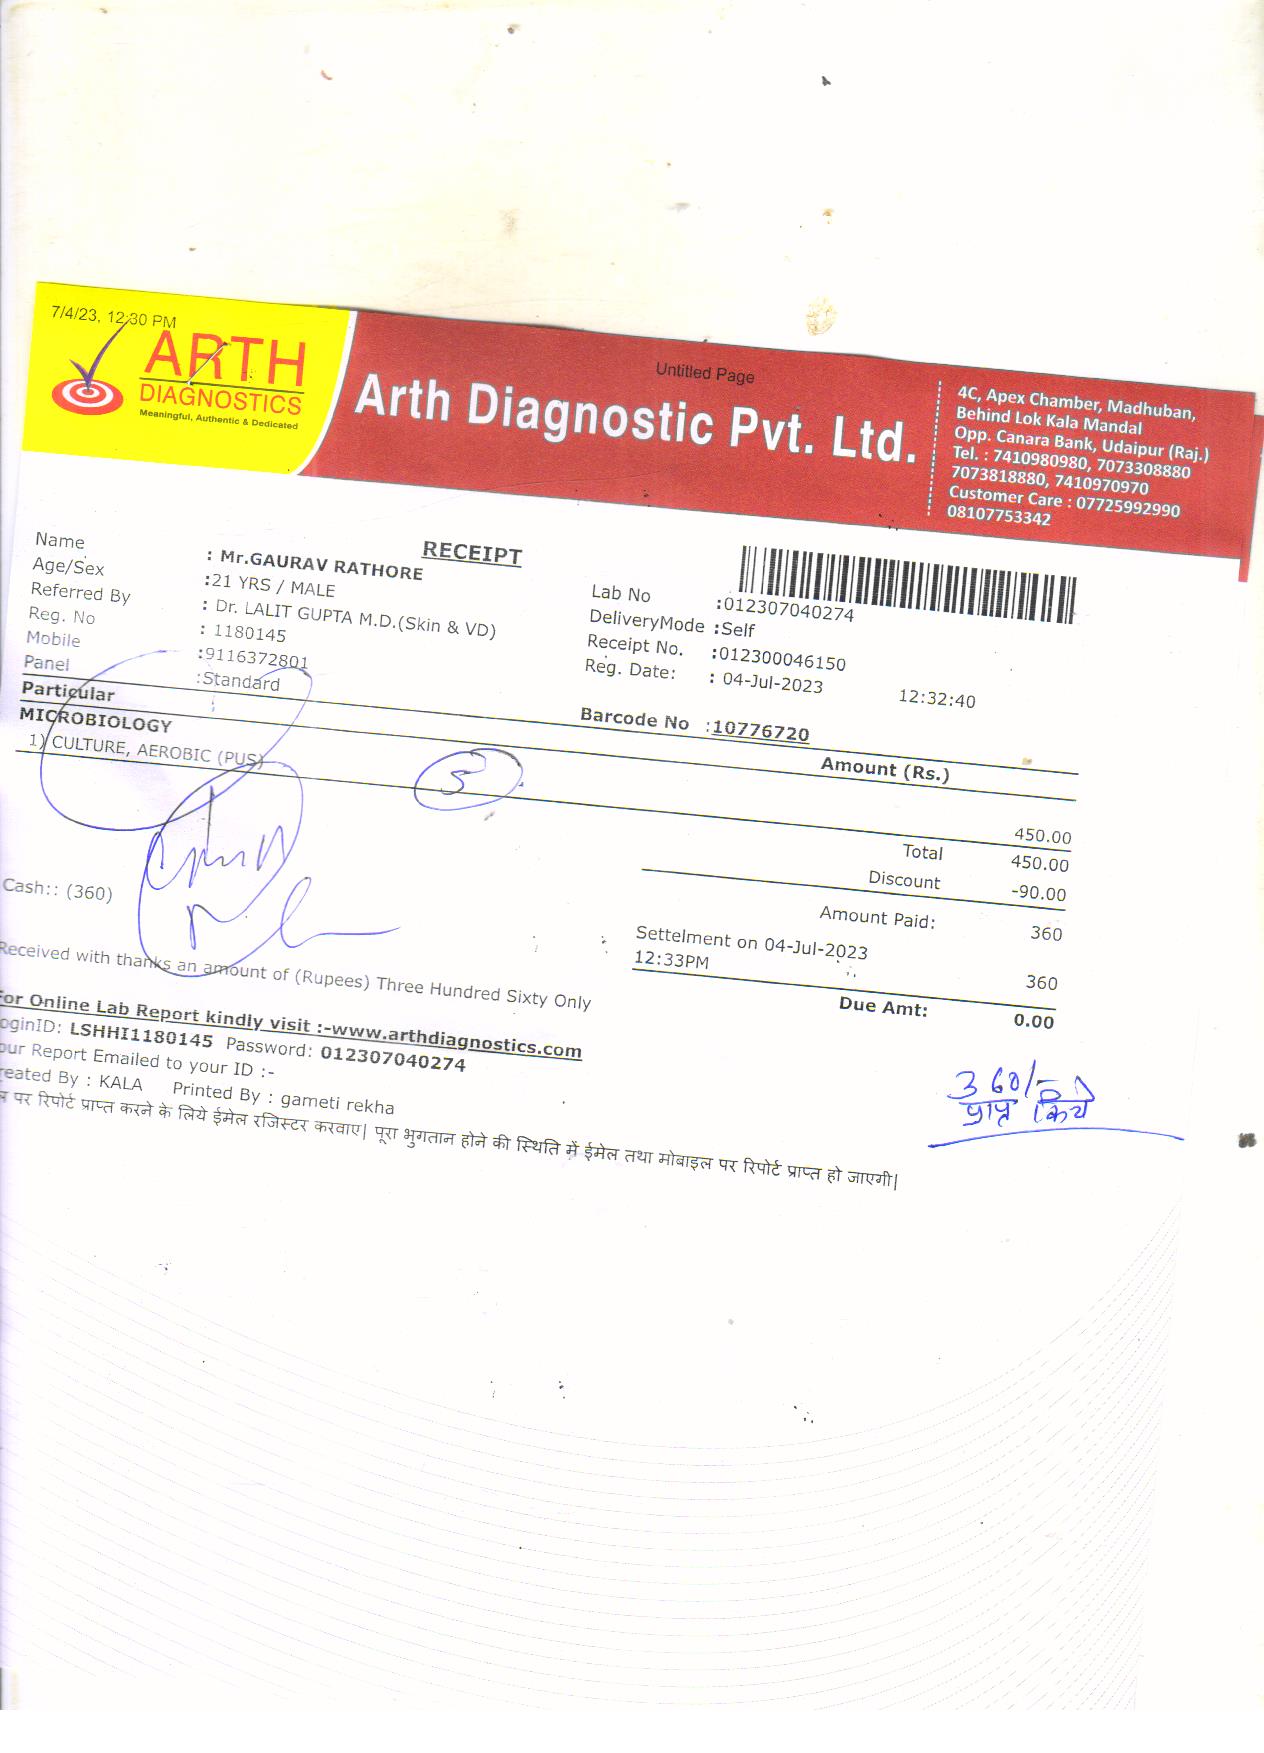 7/4/23, 12:30 PM
Untitled Page
ARTH
DIAGNOSTICS
Meaningful, Authentic & Dedicated
Arth Diagnostic Pvt. Ltd.
4C, Apex Chamber, Madhuban,
Behind Lok Kala Mandal
Opp. Canara Bank, Udaipur (Raj.)
Tel. : 7410980980, 7073308880
7073818880, 7410970970
Customer Care : 07725992990
08107753342
RECEIPT
Name : Mr.GAURAV RATHORE
Age/Sex :21 YRS / MALE
Referred By : Dr. LALIT GUPTA M.D.(Skin & VD)
Reg. No : 1180145
Mobile :9116372801
Panel :Standard
Lab No :012307040274
DeliveryMode :Self
Receipt No. :012300046150
Reg. Date: : 04-Jul-2023 12:32:40
Barcode No :10776720
Particular Amount (Rs.)
MICROBIOLOGY
1) CULTURE, AEROBIC (PUS) 450.00
5
Total 450.00
Discount -90.00
Amount Paid: 360
Cash:: (360)
Settelment on 04-Jul-2023
12:33PM 360
Due Amt: 0.00
Received with thanks an amount of (Rupees) Three Hundred Sixty Only
For Online Lab Report kindly visit :-www.arthdiagnostics.com
oginID: LSHHI1180145 Password: 012307040274
our Report Emailed to your ID :-
reated By : KALA Printed By : gameti rekha
पर रिपोर्ट प्राप्त करने के लिये ईमेल रजिस्टर करवाए| पूरा भुगतान होने की स्थिति में ईमेल तथा मोबाइल पर रिपोर्ट प्राप्त हो जाएगी|
360/-
प्राप्त किये